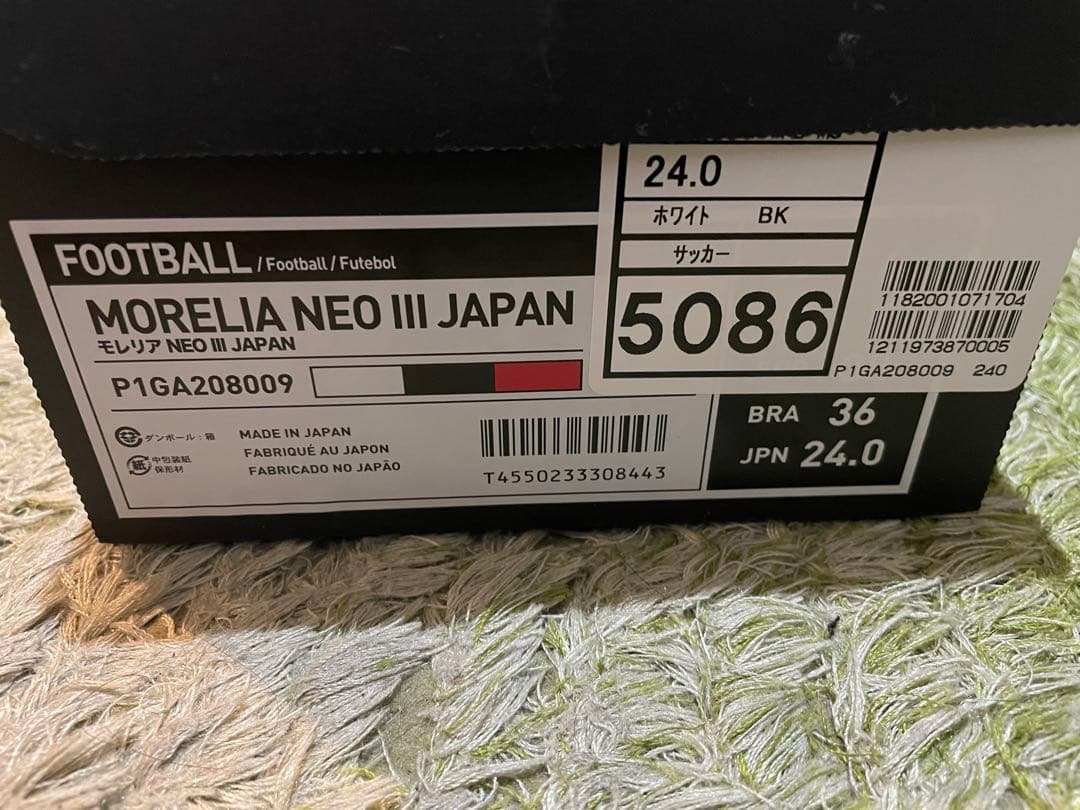 FOOTBALL / Football / Futebol
MORELIA NEO III JAPAN
モレリア NEO III JAPAN
P1GA208009
ダンボール：箱
中包装紙
保形材
紙
MADE IN JAPAN
FABRIQUÉ AU JAPON
FABRICADO NO JAPÃO
T4550233308443
24.0
ホワイト BK
サッカー
5086
1182001071704
1211973870005
P1GA208009 240
BRA 36
JPN 24.0